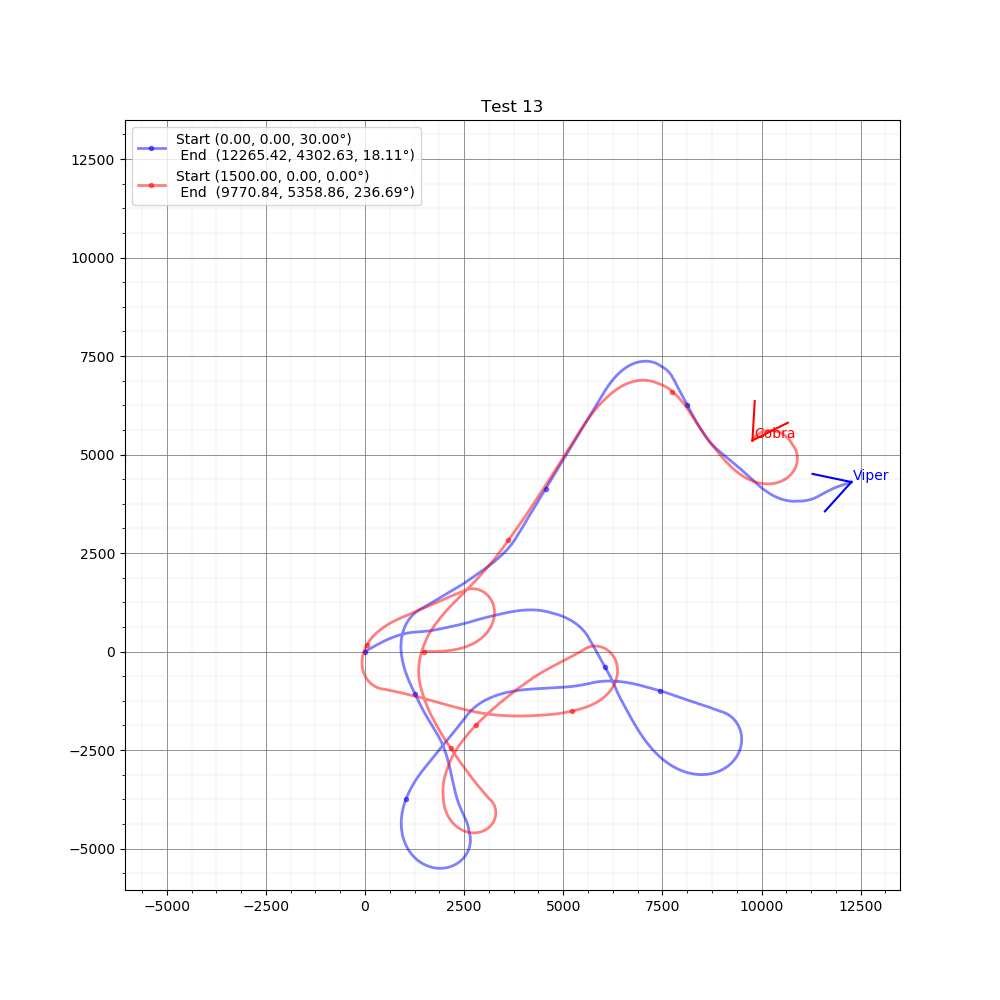 Test 13
Start (0.00, 0.00, 30.00°)
End  (12265.42, 4302.63, 18.11°)
Start (1500.00, 0.00, 0.00°)
End  (9770.84, 5358.86, 236.69°)
12500
10000
7500
5000
2500
0
−2500
−5000
Cobra
Viper
−5000 −2500 0 2500 5000 7500 10000 12500